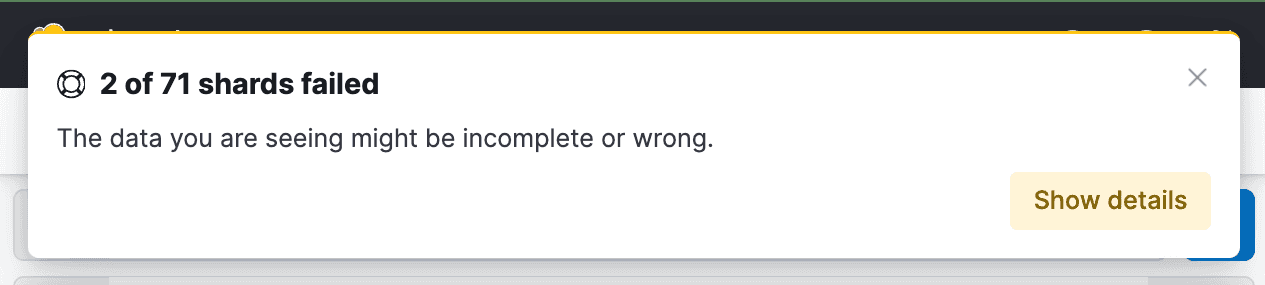 2 of 71 shards failed
The data you are seeing might be incomplete or wrong.
Show details